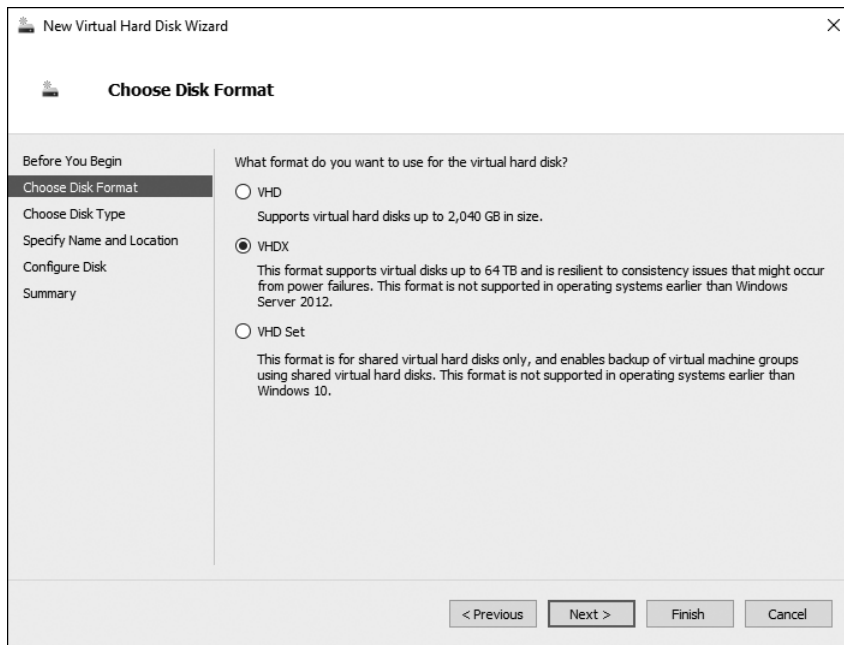 New Virtual Hard Disk Wizard
Choose Disk Format
Before You Begin
Choose Disk Format
Choose Disk Type
Specify Name and Location
Configure Disk
Summary
What format do you want to use for the virtual hard disk?
VHD
Supports virtual hard disks up to 2,040 GB in size.
VHDX
This format supports virtual disks up to 64 TB and is resilient to consistency issues that might occur
from power failures. This format is not supported in operating systems earlier than Windows
Server 2012.
VHD Set
This format is for shared virtual hard disks only, and enables backup of virtual machine groups
using shared virtual hard disks. This format is not supported in operating systems earlier than
Windows 10.
< Previous
Next >
Finish
Cancel